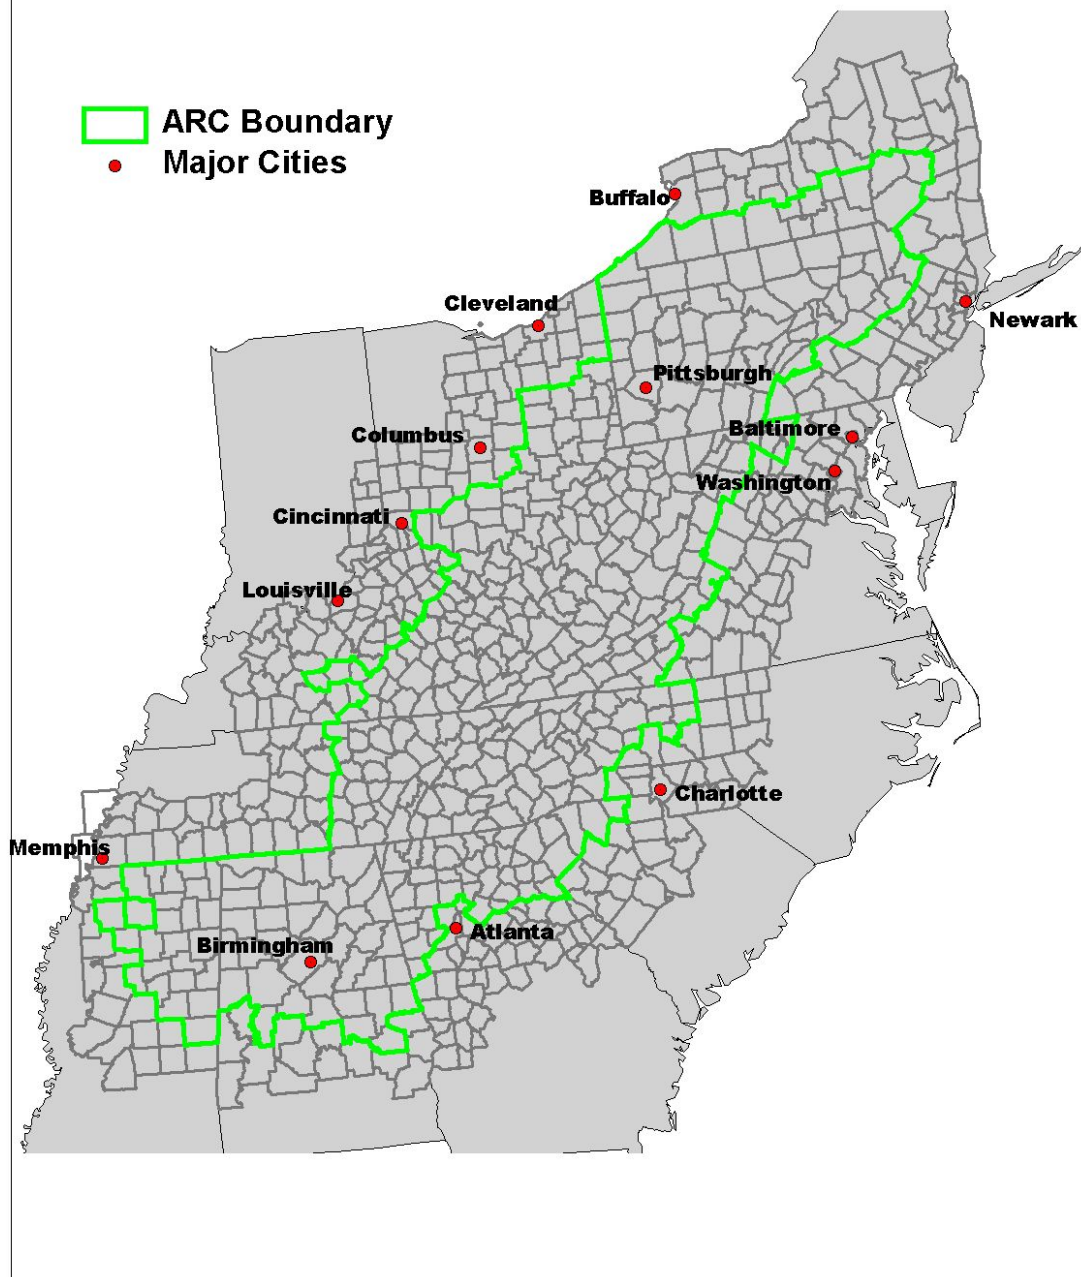 ARC Boundary
Major Cities
Buffalo
Cleveland
Newark
Pittsburgh
Baltimore
Columbus
Washington
Cincinnati
Louisville
Charlotte
Memphis
Atlanta
Birmingham